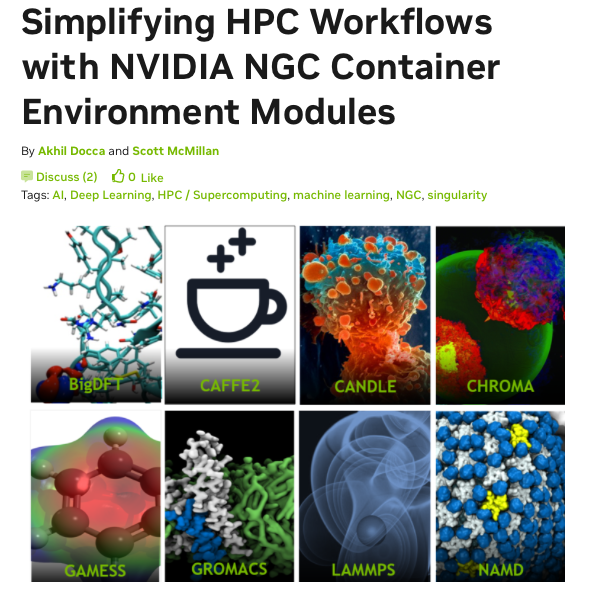 Simplifying HPC Workflows
with NVIDIA NGC Container
Environment Modules
By Akhil Docca and Scott McMillan
Discuss (2) 0 Like
Tags: AI, Deep Learning, HPC / Supercomputing, machine learning, NGC, singularity
BigDFT CAFFE2 CANDLE CHROMA
GAMESS GROMACS LAMMPS NAMD